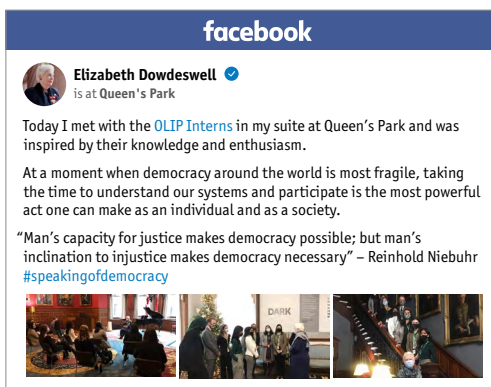 facebook
Elizabeth Dowdeswell
is at Queen's Park
Today I met with the OLIP Interns in my suite at Queen’s Park and was
inspired by their knowledge and enthusiasm.
At a moment when democracy around the world is most fragile, taking
the time to understand our systems and participate is the most powerful
act one can make as an individual and as a society.
“Man’s capacity for justice makes democracy possible; but man’s
inclination to injustice makes democracy necessary” – Reinhold Niebuhr
#speakingofdemocracy
DARK